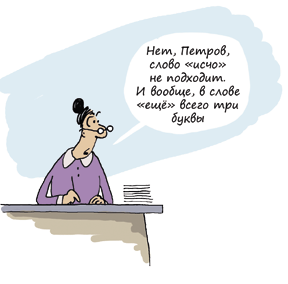 Нет, Петров,
слово «исчо»
не подходит.
И вообще, в слове
«ещё» всего три
буквы